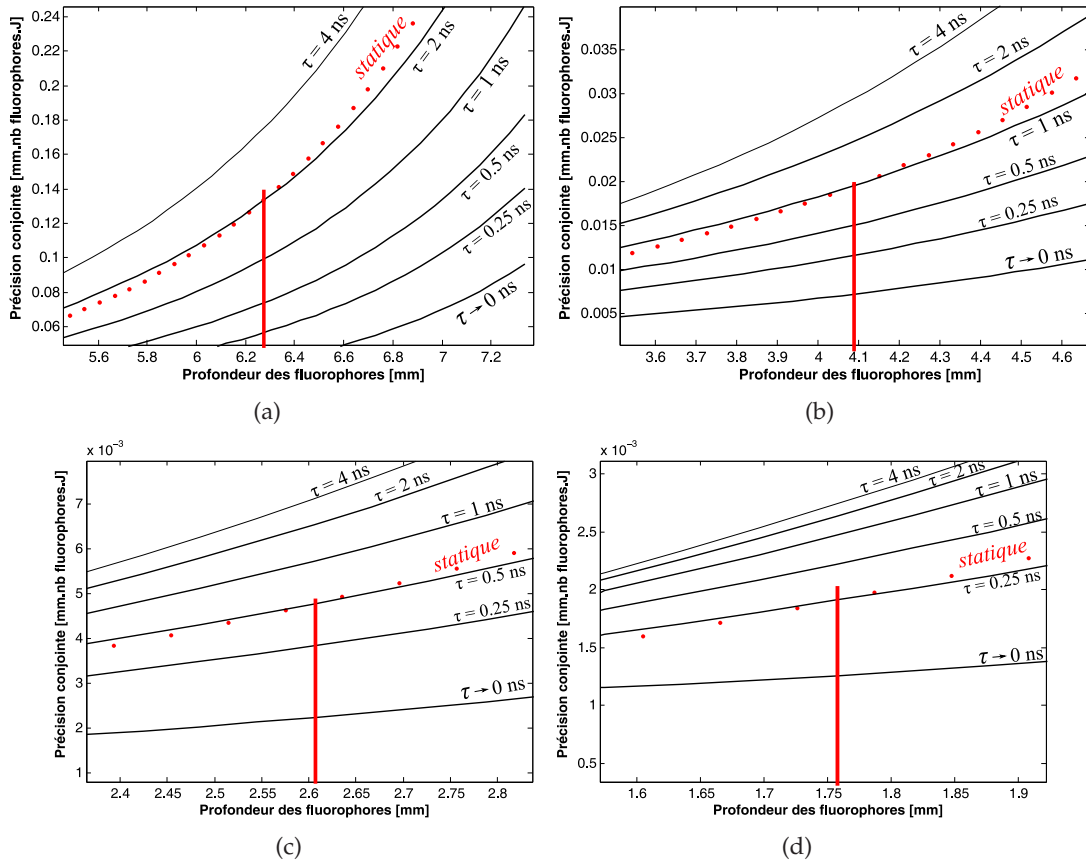 Précision conjointe [mm.nb fluorophores.J]
0.24
0.22
0.2
0.18
0.16
0.14
0.12
0.1
0.08
0.06
τ = 4 ns
statique
τ = 2 ns
τ = 1 ns
τ = 0.5 ns
τ = 0.25 ns
τ → 0 ns
5.6 5.8 6 6.2 6.4 6.6 6.8 7 7.2
Profondeur des fluorophores [mm]
(a)
Précision conjointe [mm.nb fluorophores.J]
0.035
0.03
0.025
0.02
0.015
0.01
0.005
τ = 4 ns
τ = 2 ns
statique
τ = 1 ns
τ = 0.5 ns
τ = 0.25 ns
τ → 0 ns
3.6 3.7 3.8 3.9 4 4.1 4.2 4.3 4.4 4.5 4.6
Profondeur des fluorophores [mm]
(b)
x 10⁻³
Précision conjointe [mm.nb fluorophores.J]
7
6
5
4
3
2
1
τ = 4 ns
τ = 2 ns
τ = 1 ns
statique
τ = 0.5 ns
τ = 0.25 ns
τ → 0 ns
2.4 2.45 2.5 2.55 2.6 2.65 2.7 2.75 2.8
Profondeur des fluorophores [mm]
(c)
x 10⁻³
Précision conjointe [mm.nb fluorophores.J]
3
2.5
2
1.5
1
0.5
τ = 4 ns
τ = 2 ns
τ = 1 ns
τ = 0.5 ns
statique
τ = 0.25 ns
τ → 0 ns
1.6 1.65 1.7 1.75 1.8 1.85 1.9
Profondeur des fluorophores [mm]
(d)